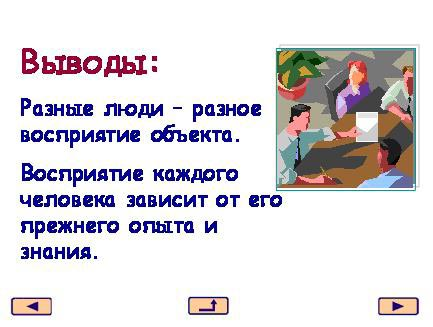 Выводы:
Разные люди – разное
восприятие объекта.
Восприятие каждого
человека зависит от его
прежнего опыта и
знания.